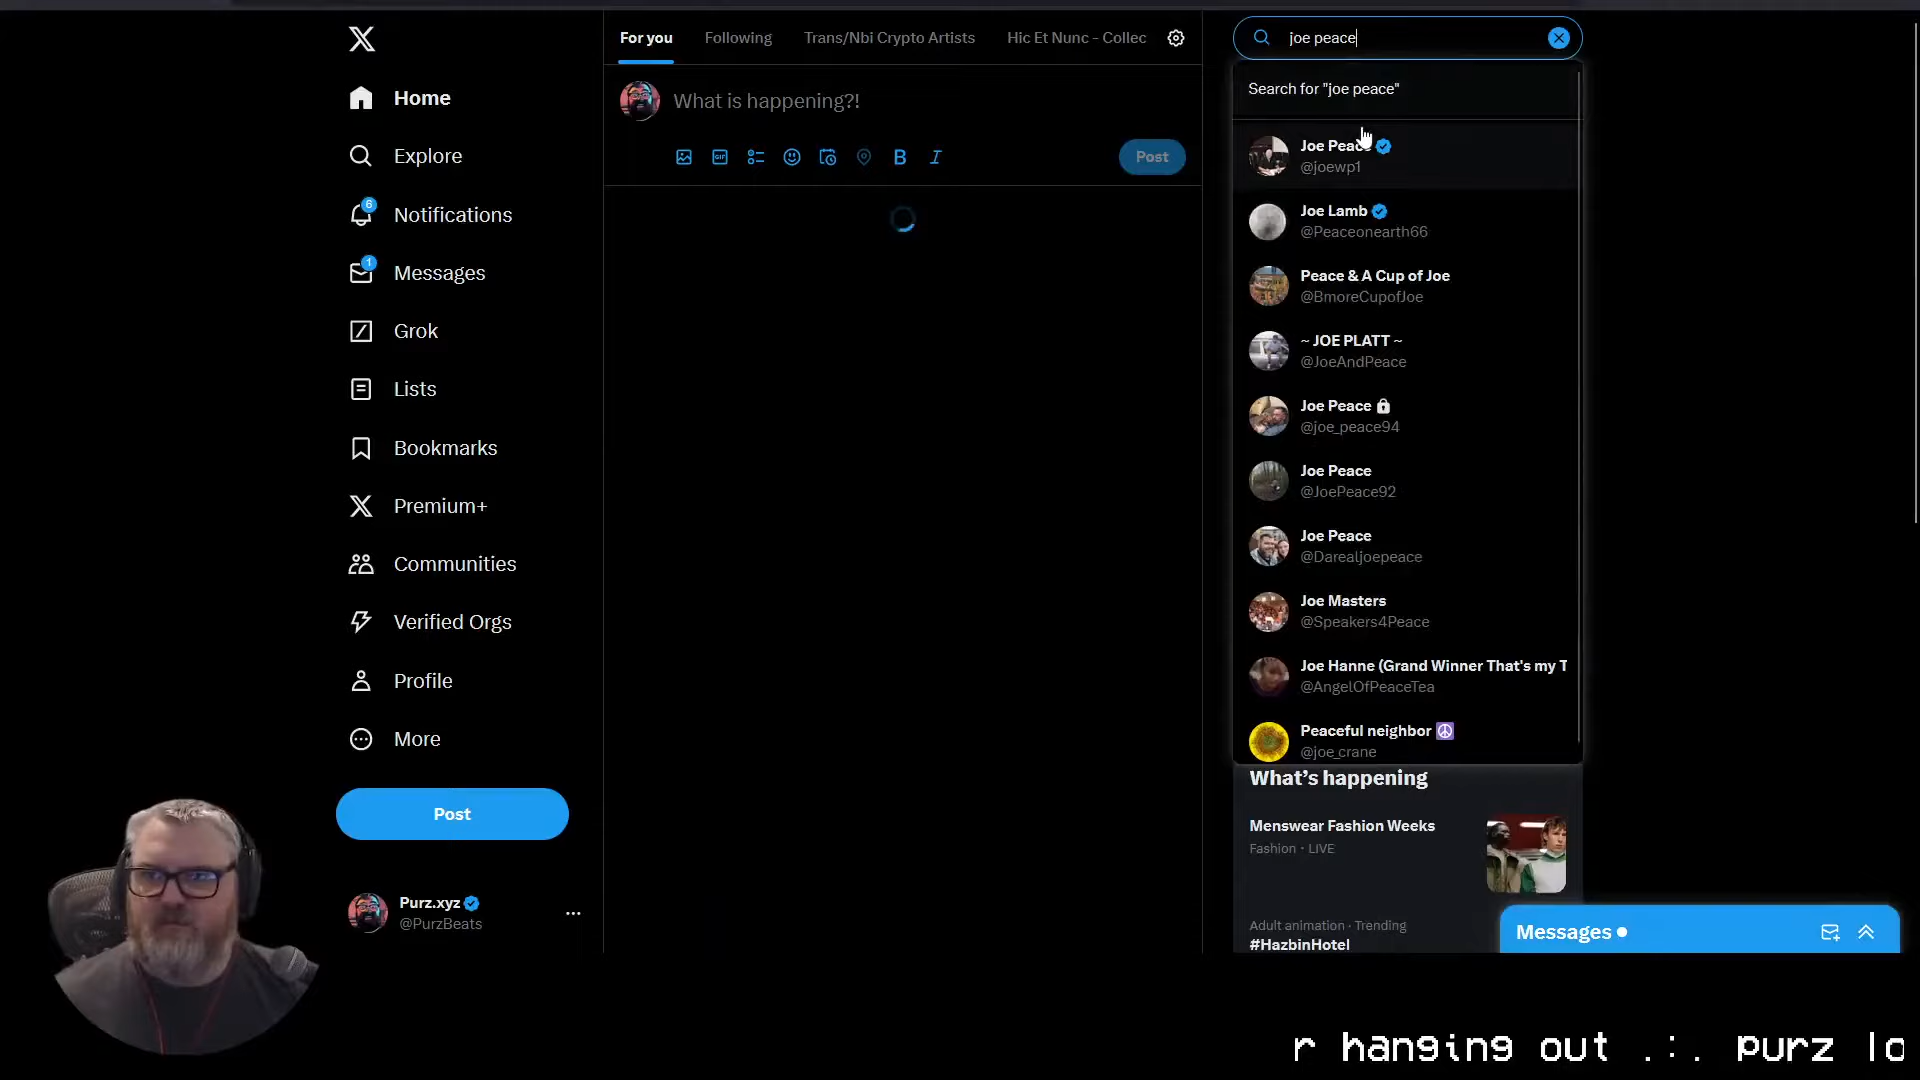 Home
Explore
6
Notifications
1
Messages
Grok
Lists
Bookmarks
Premium+
Communities
Verified Orgs
Profile
More
Post
Purz.xyz
@PurzBeats
For you
Following
Trans/Nbi Crypto Artists
Hic Et Nunc - Collec
What is happening?!
GIF
B
I
Post
joe peace
Search for "joe peace"
Joe Peace
@joewp1
Joe Lamb
@Peaceonearth66
Peace & A Cup of Joe
@BmoreCupofJoe
~ JOE PLATT ~
@JoeAndPeace
Joe Peace
@joe_peace94
Joe Peace
@JoePeace92
Joe Peace
@Darealjoepeace
Joe Masters
@Speakers4Peace
Joe Hanne (Grand Winner That's my T
@AngelOfPeaceTea
Peaceful neighbor ☮
@joe_crane
What's happening
Menswear Fashion Weeks
Fashion · LIVE
Adult animation · Trending
#HazbinHotel
Messages
r hanging out .:. purz lo